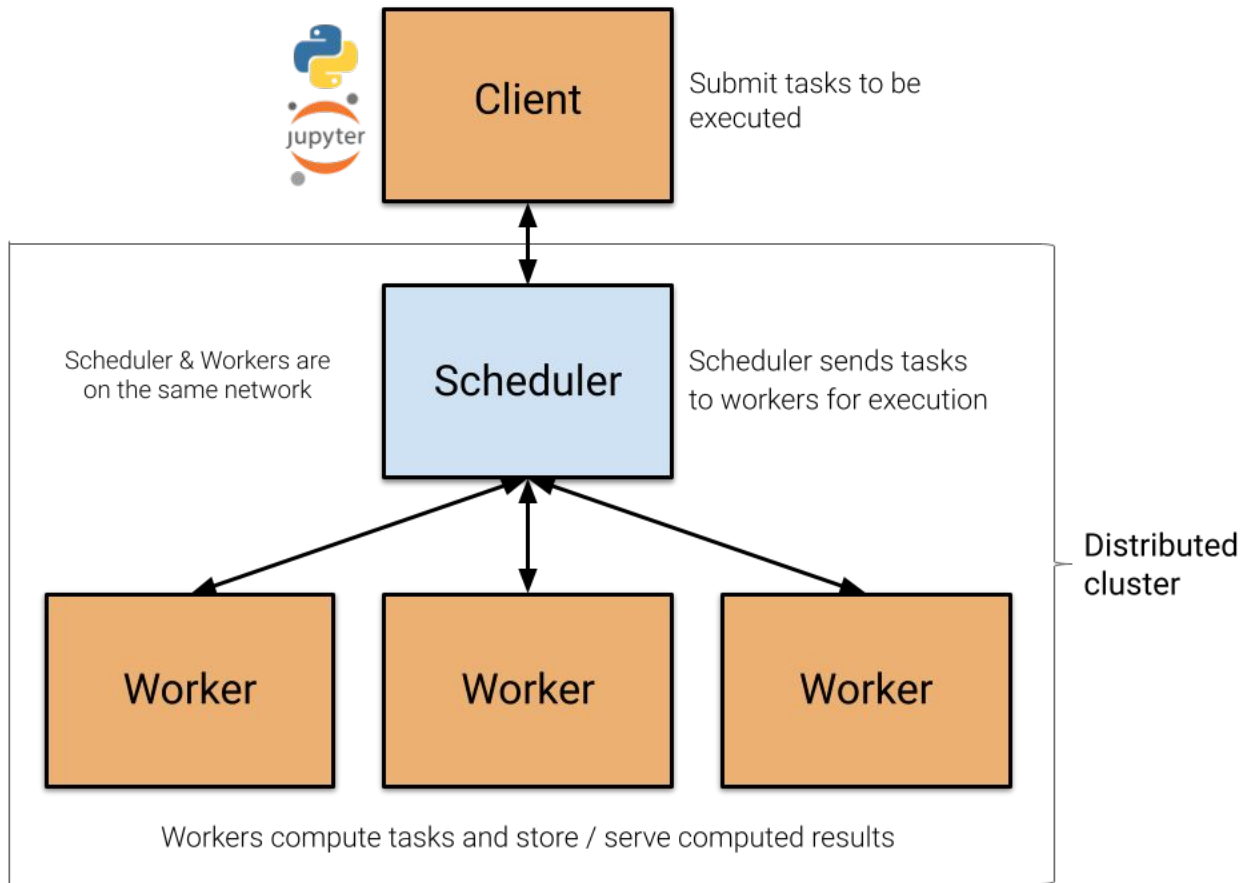 jupyter
Client
Submit tasks to be
executed
Scheduler & Workers are
on the same network
Scheduler
Scheduler sends tasks
to workers for execution
Distributed
cluster
Worker
Worker
Worker
Workers compute tasks and store / serve computed results